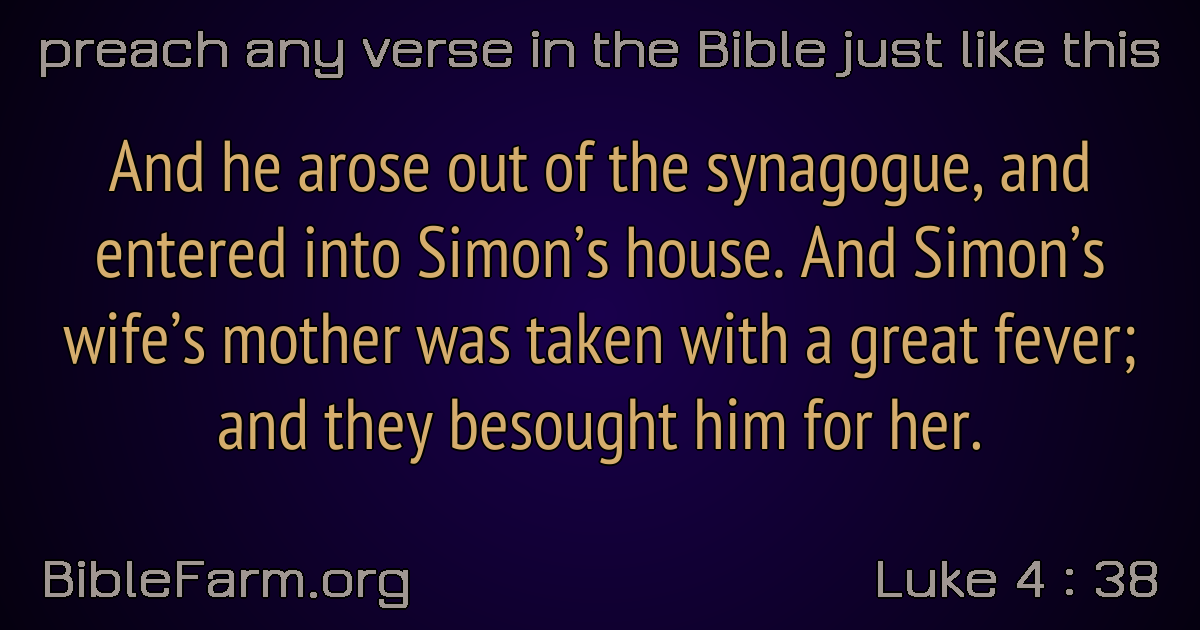 preach any verse in the Bible just like this
And he arose out of the synagogue, and
entered into Simon’s house. And Simon’s
wife’s mother was taken with a great fever;
and they besought him for her.
BibleFarm.org
Luke 4 : 38